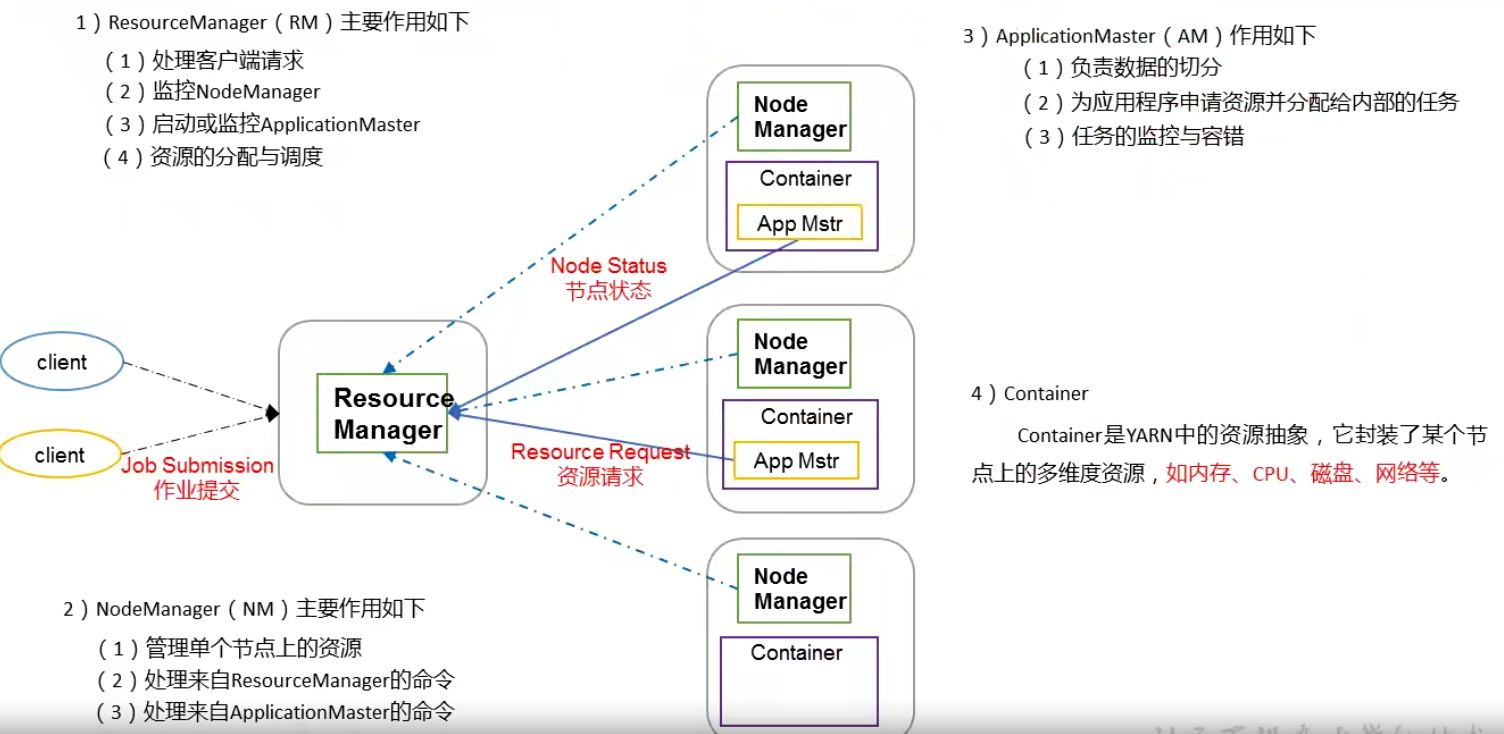 1）ResourceManager（RM）主要作用如下
（1）处理客户端请求
（2）监控NodeManager
（3）启动或监控ApplicationMaster
（4）资源的分配与调度
3）ApplicationMaster（AM）作用如下
（1）负责数据的切分
（2）为应用程序申请资源并分配给内部的任务
（3）任务的监控与容错
Node
Manager
Container
App Mstr
Node Status
节点状态
client
client
Job Submission
作业提交
Resource
Manager
Resource Request
资源请求
Node
Manager
Container
App Mstr
4）Container
Container是YARN中的资源抽象，它封装了某个节
点上的多维度资源，如内存、CPU、磁盘、网络等。
Node
Manager
Container
2）NodeManager（NM）主要作用如下
（1）管理单个节点上的资源
（2）处理来自ResourceManager的命令
（3）处理来自ApplicationMaster的命令